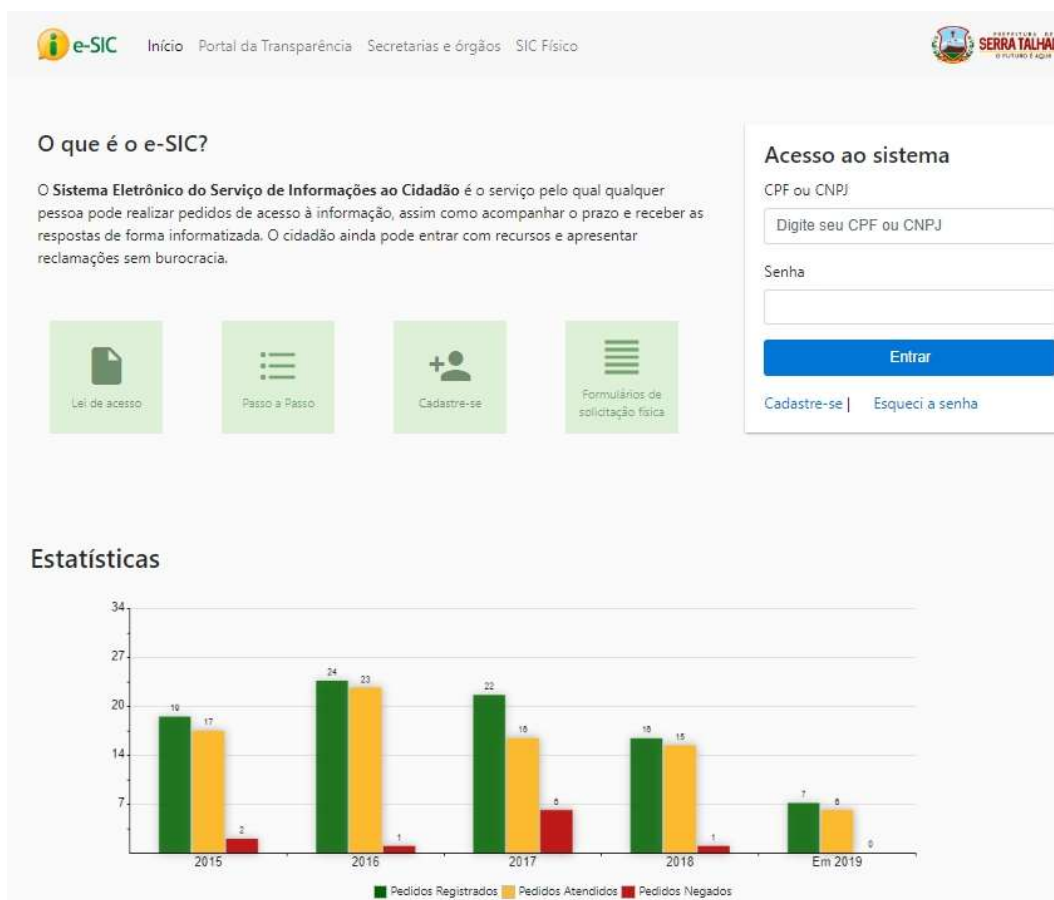 e-SIC Início Portal da Transparência Secretarias e órgãos SIC Físico
PREFEITURA DE
SERRA TALHA
O FUTURO É AQUI
O que é o e-SIC?
O Sistema Eletrônico do Serviço de Informações ao Cidadão é o serviço pelo qual qualquer
pessoa pode realizar pedidos de acesso à informação, assim como acompanhar o prazo e receber as
respostas de forma informatizada. O cidadão ainda pode entrar com recursos e apresentar
reclamações sem burocracia.
Lei de acesso
Passo a Passo
Cadastre-se
Formulários de
solicitação física
Acesso ao sistema
CPF ou CNPJ
Digite seu CPF ou CNPJ
Senha
Entrar
Cadastre-se | Esqueci a senha
Estatísticas
34
27
20
14
7
19 17 2
24 23 1
22 16 6
16 15 1
7 6 0
2015 2016 2017 2018 Em 2019
Pedidos Registrados Pedidos Atendidos Pedidos Negados